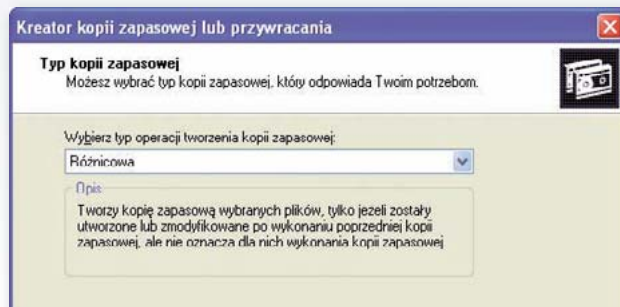 Kreator kopii zapasowej lub przywracania
Typ kopii zapasowej
Możesz wybrać typ kopii zapasowej, który odpowiada Twoim potrzebom.
Wybierz typ operacji tworzenia kopii zapasowej:
Różnicowa
Opis
Tworzy kopię zapasową wybranych plików, tylko jeżeli zostały
utworzone lub zmodyfikowane po wykonaniu poprzedniej kopii
zapasowej, ale nie oznacza dla nich wykonania kopii zapasowej